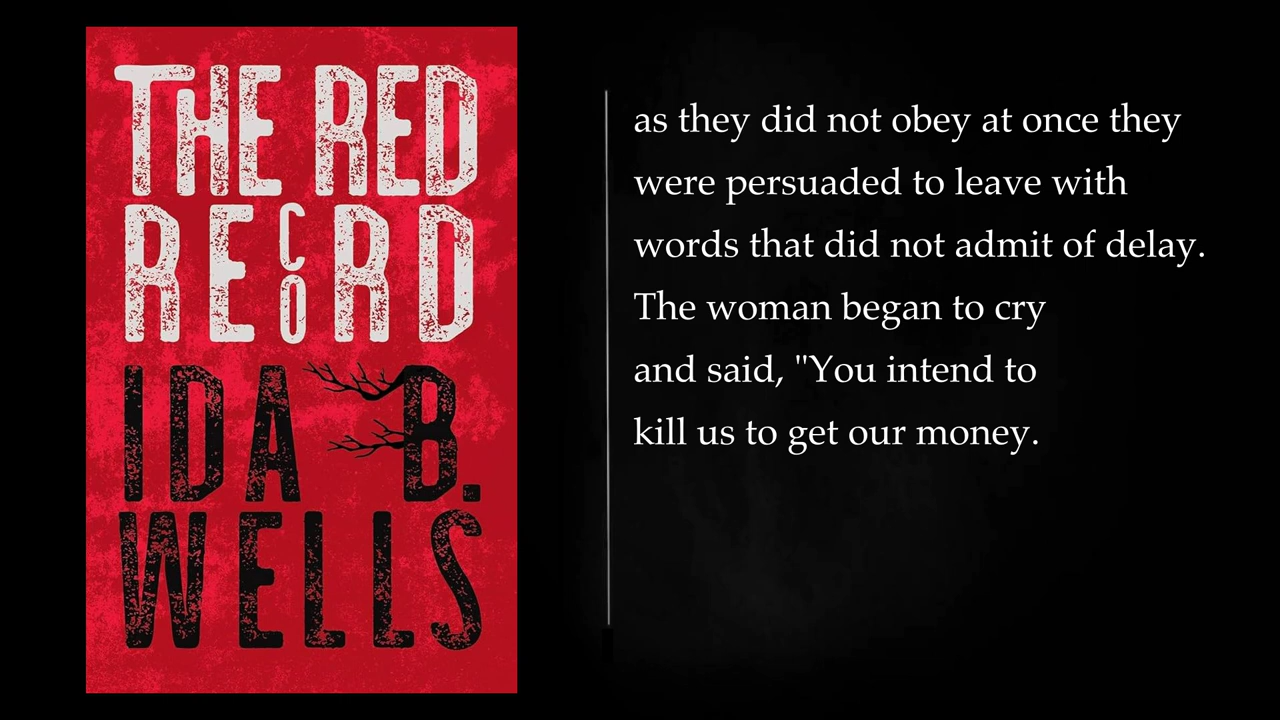 THE RED
RECORD
IDA B.
WELLS
as they did not obey at once they
were persuaded to leave with
words that did not admit of delay.
The woman began to cry
and said, "You intend to
kill us to get our money.